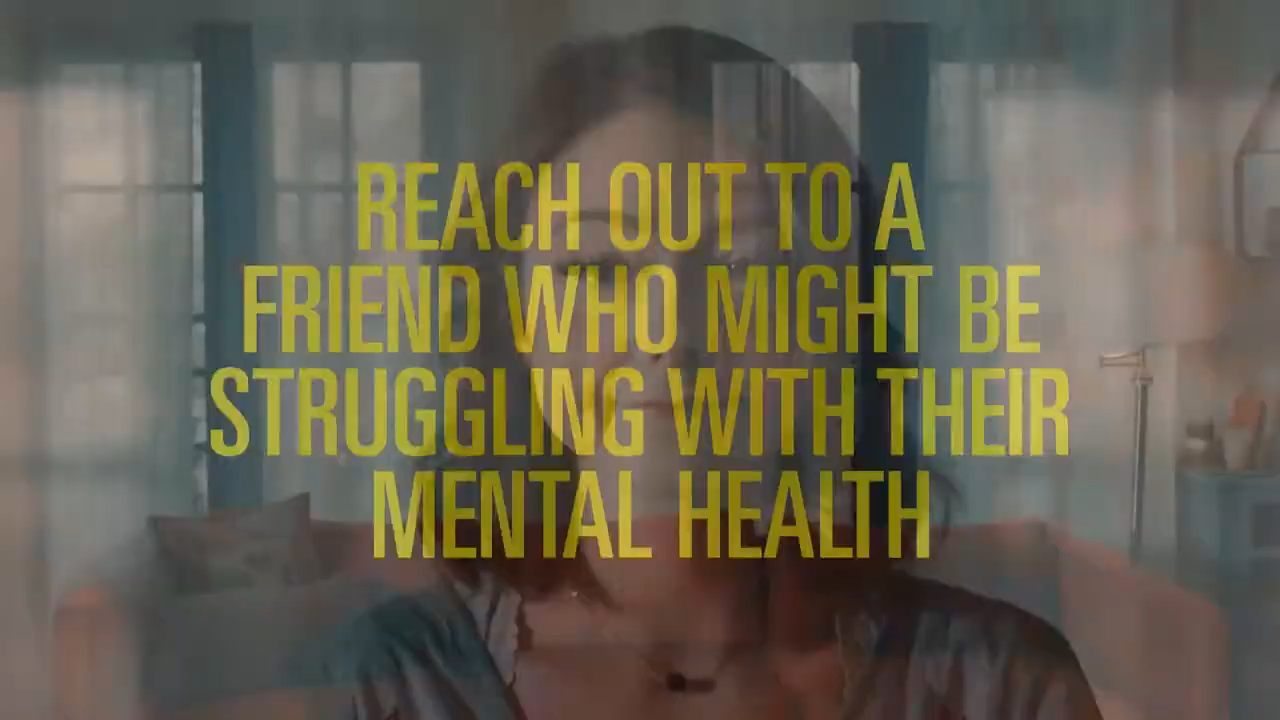 REACH OUT TO A
FRIEND WHO MIGHT BE
STRUGGLING WITH THEIR
MENTAL HEALTH